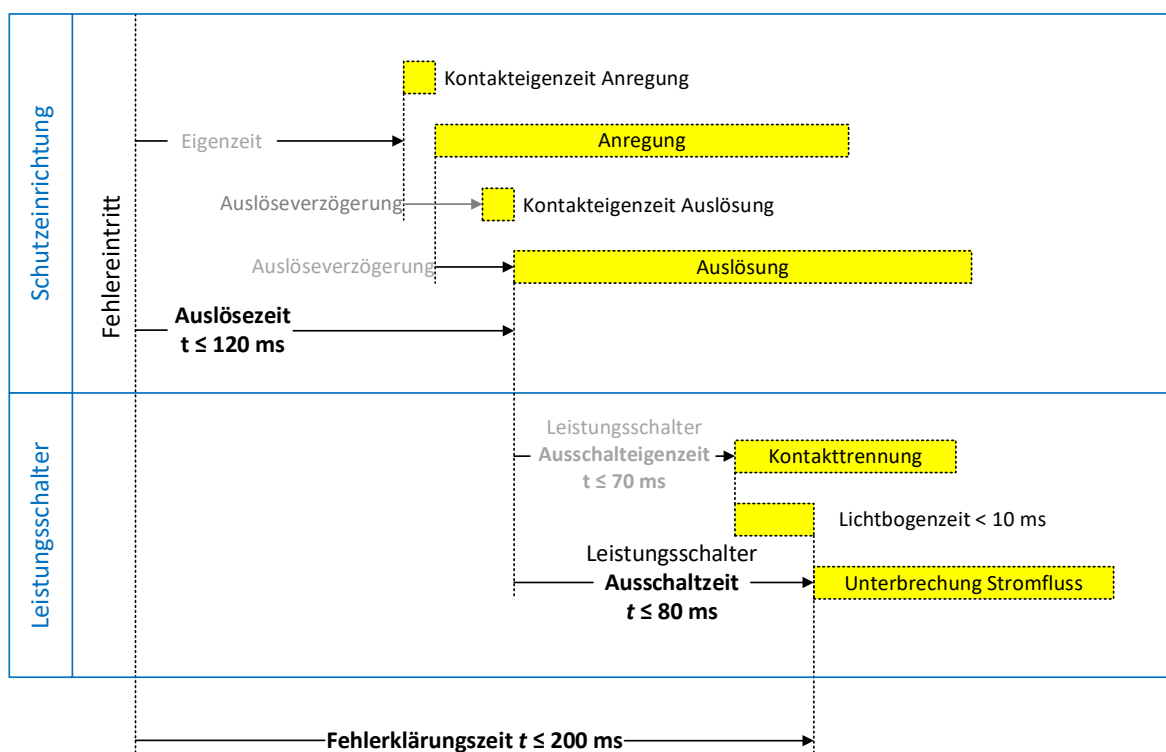 Schutzeinrichtung
Fehlereintritt
Kontakteigenzeit Anregung
Eigenzeit
Anregung
Auslöseverzögerung
Kontakteigenzeit Auslösung
Auslöseverzögerung
Auslösung
Auslösezeit
t ≤ 120 ms
Leistungsschalter
Leistungsschalter
Ausschalteigenzeit
t ≤ 70 ms
Kontakttrennung
Lichtbogenzeit < 10 ms
Leistungsschalter
Ausschaltzeit
t ≤ 80 ms
Unterbrechung Stromfluss
Fehlerklärungszeit t ≤ 200 ms